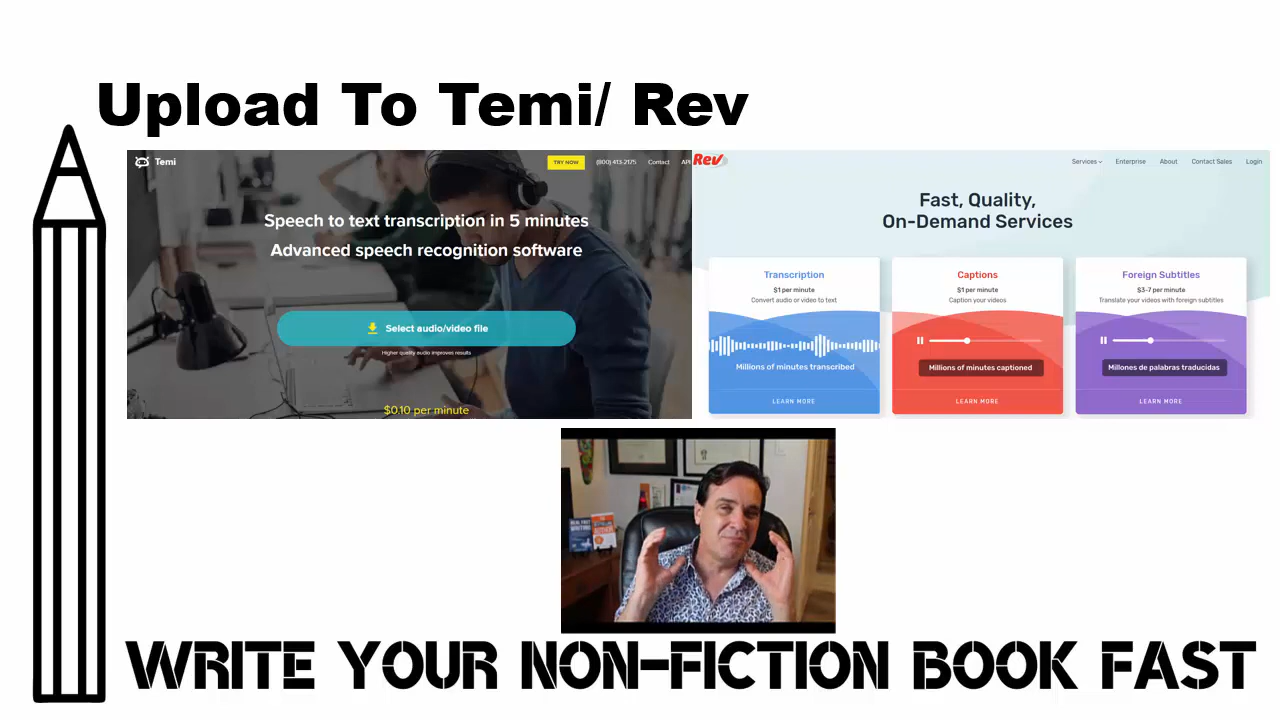 Upload To Temi/ Rev
Temi
TRY NOW (800) 413-2175 Contact API
Speech to text transcription in 5 minutes
Advanced speech recognition software
Select audio/video file
Higher quality audio improves results
$0.10 per minute
Rev
Services Enterprise About Contact Sales Login
Fast, Quality,
On-Demand Services
Transcription
$1 per minute
Convert audio or video to text
Millions of minutes transcribed
LEARN MORE
Captions
$1 per minute
Caption your videos
Millions of minutes captioned
LEARN MORE
Foreign Subtitles
$3-7 per minute
Translate your videos with foreign subtitles
Millones de palabras traducidas
LEARN MORE
REAL FAST
WRITING
WRITE YOUR NON-FICTION BOOK FAST